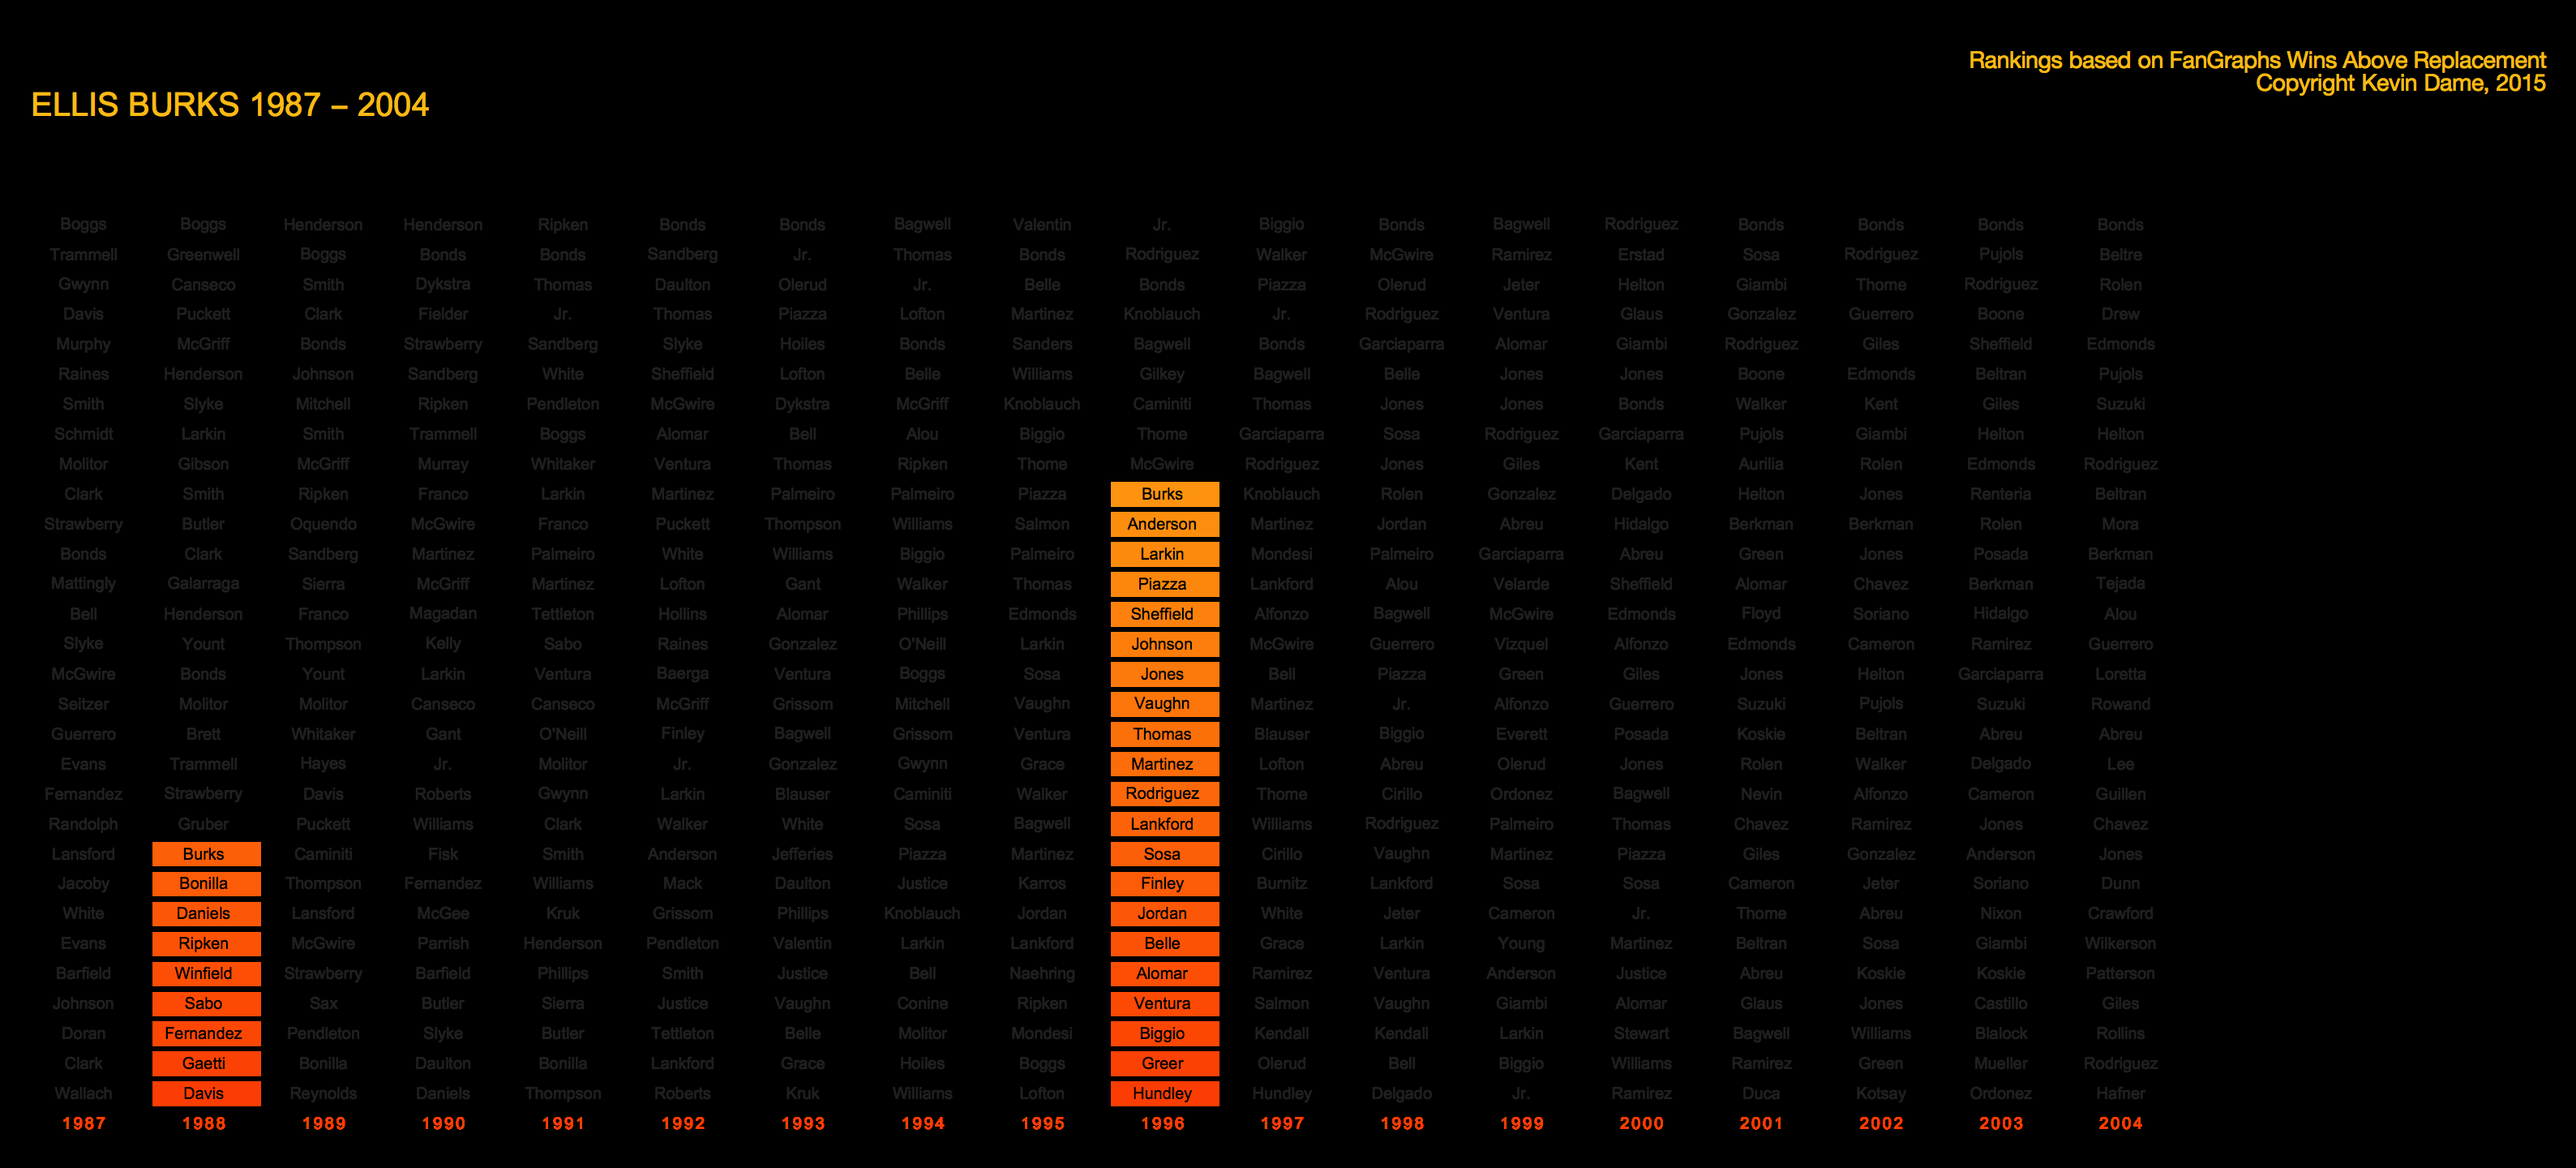 Rankings based on FanGraphs Wins Above Replacement
Copyright Kevin Dame, 2015
ELLIS BURKS 1987 – 2004
Boggs Boggs Henderson Henderson Ripken Bonds Bonds Bagwell Valentin Jr. Biggio Bonds Bagwell Rodriguez Bonds Bonds Bonds Bonds
Trammell Greenwell Boggs Bonds Bonds Sandberg Jr. Thomas Bonds Rodriguez Walker McGwire Ramirez Erstad Sosa Rodriguez Pujols Beltre
Gwynn Canseco Smith Dykstra Thomas Daulton Olerud Jr. Belle Bonds Piazza Olerud Jeter Helton Giambi Thome Rodriguez Rolen
Davis Puckett Clark Fielder Jr. Thomas Piazza Lofton Martinez Knoblauch Jr. Rodriguez Ventura Glaus Gonzalez Guerrero Boone Drew
Murphy McGriff Bonds Strawberry Sandberg Slyke Hoiles Bonds Sanders Bagwell Bonds Garciaparra Alomar Giambi Rodriguez Giles Sheffield Edmonds
Raines Henderson Johnson Sandberg White Sheffield Lofton Belle Williams Gilkey Bagwell Belle Jones Jones Boone Edmonds Beltran Pujols
Smith Slyke Mitchell Ripken Pendleton McGwire Dykstra McGriff Knoblauch Caminiti Thomas Jones Jones Bonds Walker Kent Giles Suzuki
Schmidt Larkin Smith Trammell Boggs Alomar Bell Alou Biggio Thome Garciaparra Sosa Rodriguez Garciaparra Pujols Giambi Helton Helton
Molitor Gibson McGriff Murray Whitaker Ventura Thomas Ripken Thome McGwire Rodriguez Jones Giles Kent Aurilia Rolen Edmonds Rodriguez
Clark Smith Ripken Franco Larkin Martinez Palmeiro Palmeiro Piazza Burks Knoblauch Rolen Gonzalez Delgado Helton Jones Renteria Beltran
Strawberry Butler Oquendo McGwire Franco Puckett Thompson Williams Salmon Anderson Martinez Jordan Abreu Hidalgo Berkman Berkman Rolen Mora
Bonds Clark Sandberg Martinez Palmeiro White Williams Biggio Palmeiro Larkin Mondesi Palmeiro Garciaparra Abreu Green Jones Posada Berkman
Mattingly Galarraga Sierra McGriff Martinez Lofton Gant Walker Thomas Piazza Lankford Alou Velarde Sheffield Alomar Chavez Berkman Tejada
Bell Henderson Franco Magadan Tettleton Hollins Alomar Phillips Edmonds Sheffield Alfonzo Bagwell McGwire Edmonds Floyd Soriano Hidalgo Alou
Slyke Yount Thompson Kelly Sabo Raines Gonzalez O'Neill Larkin Johnson McGwire Guerrero Vizquel Alfonzo Edmonds Cameron Ramirez Guerrero
McGwire Bonds Yount Larkin Ventura Baerga Ventura Boggs Sosa Jones Bell Piazza Green Giles Jones Helton Garciaparra Loretta
Seitzer Molitor Molitor Canseco Canseco McGriff Grissom Mitchell Vaughn Vaughn Martinez Jr. Alfonzo Guerrero Suzuki Pujols Suzuki Rowand
Guerrero Brett Whitaker Gant O'Neill Finley Bagwell Grissom Ventura Thomas Blauser Biggio Everett Posada Koskie Beltran Abreu Abreu
Evans Trammell Hayes Jr. Molitor Jr. Gonzalez Gwynn Grace Martinez Lofton Abreu Olerud Jones Rolen Walker Delgado Lee
Fernandez Strawberry Davis Roberts Gwynn Larkin Blauser Caminiti Walker Rodriguez Thome Cirillo Ordonez Bagwell Nevin Alfonzo Cameron Guillen
Randolph Gruber Puckett Williams Clark Walker White Sosa Bagwell Lankford Williams Rodriguez Palmeiro Thomas Chavez Ramirez Jones Chavez
Lansford Burks Caminiti Fisk Smith Anderson Jefferies Piazza Martinez Sosa Cirillo Vaughn Martinez Piazza Giles Gonzalez Anderson Jones
Jacoby Bonilla Thompson Fernandez Williams Mack Daulton Justice Karros Finley Burnitz Lankford Sosa Sosa Cameron Jeter Soriano Dunn
White Daniels Lansford McGee Kruk Grissom Phillips Knoblauch Jordan Jordan White Jeter Cameron Jr. Thome Abreu Nixon Crawford
Evans Ripken McGwire Parrish Henderson Pendleton Valentin Larkin Lankford Belle Grace Larkin Young Martinez Beltran Sosa Giambi Wilkerson
Barfield Winfield Strawberry Barfield Phillips Smith Justice Bell Naehring Alomar Ramirez Ventura Anderson Justice Abreu Koskie Koskie Patterson
Johnson Sabo Sax Butler Sierra Justice Vaughn Conine Ripken Ventura Salmon Vaughn Giambi Alomar Glaus Jones Castillo Giles
Doran Fernandez Pendleton Slyke Butler Tettleton Belle Molitor Mondesi Biggio Kendall Kendall Larkin Stewart Bagwell Williams Blalock Rollins
Clark Gaetti Bonilla Daulton Bonilla Lankford Grace Hoiles Boggs Greer Olerud Bell Biggio Williams Ramirez Green Mueller Rodriguez
Wallach Davis Reynolds Daniels Thompson Roberts Kruk Williams Lofton Hundley Hundley Delgado Jr. Ramirez Duca Kotsay Ordonez Hafner
1987 1988 1989 1990 1991 1992 1993 1994 1995 1996 1997 1998 1999 2000 2001 2002 2003 2004